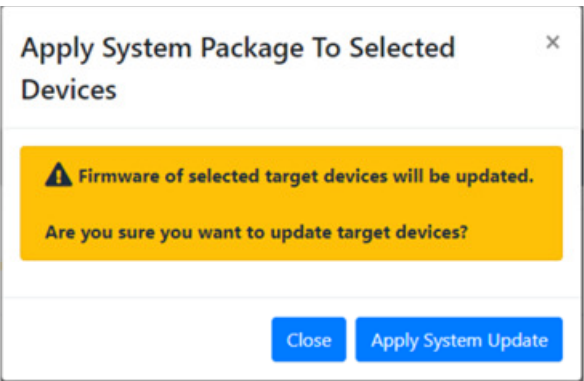 Apply System Package To Selected
Devices
×
Firmware of selected target devices will be updated.
Are you sure you want to update target devices?
Close
Apply System Update